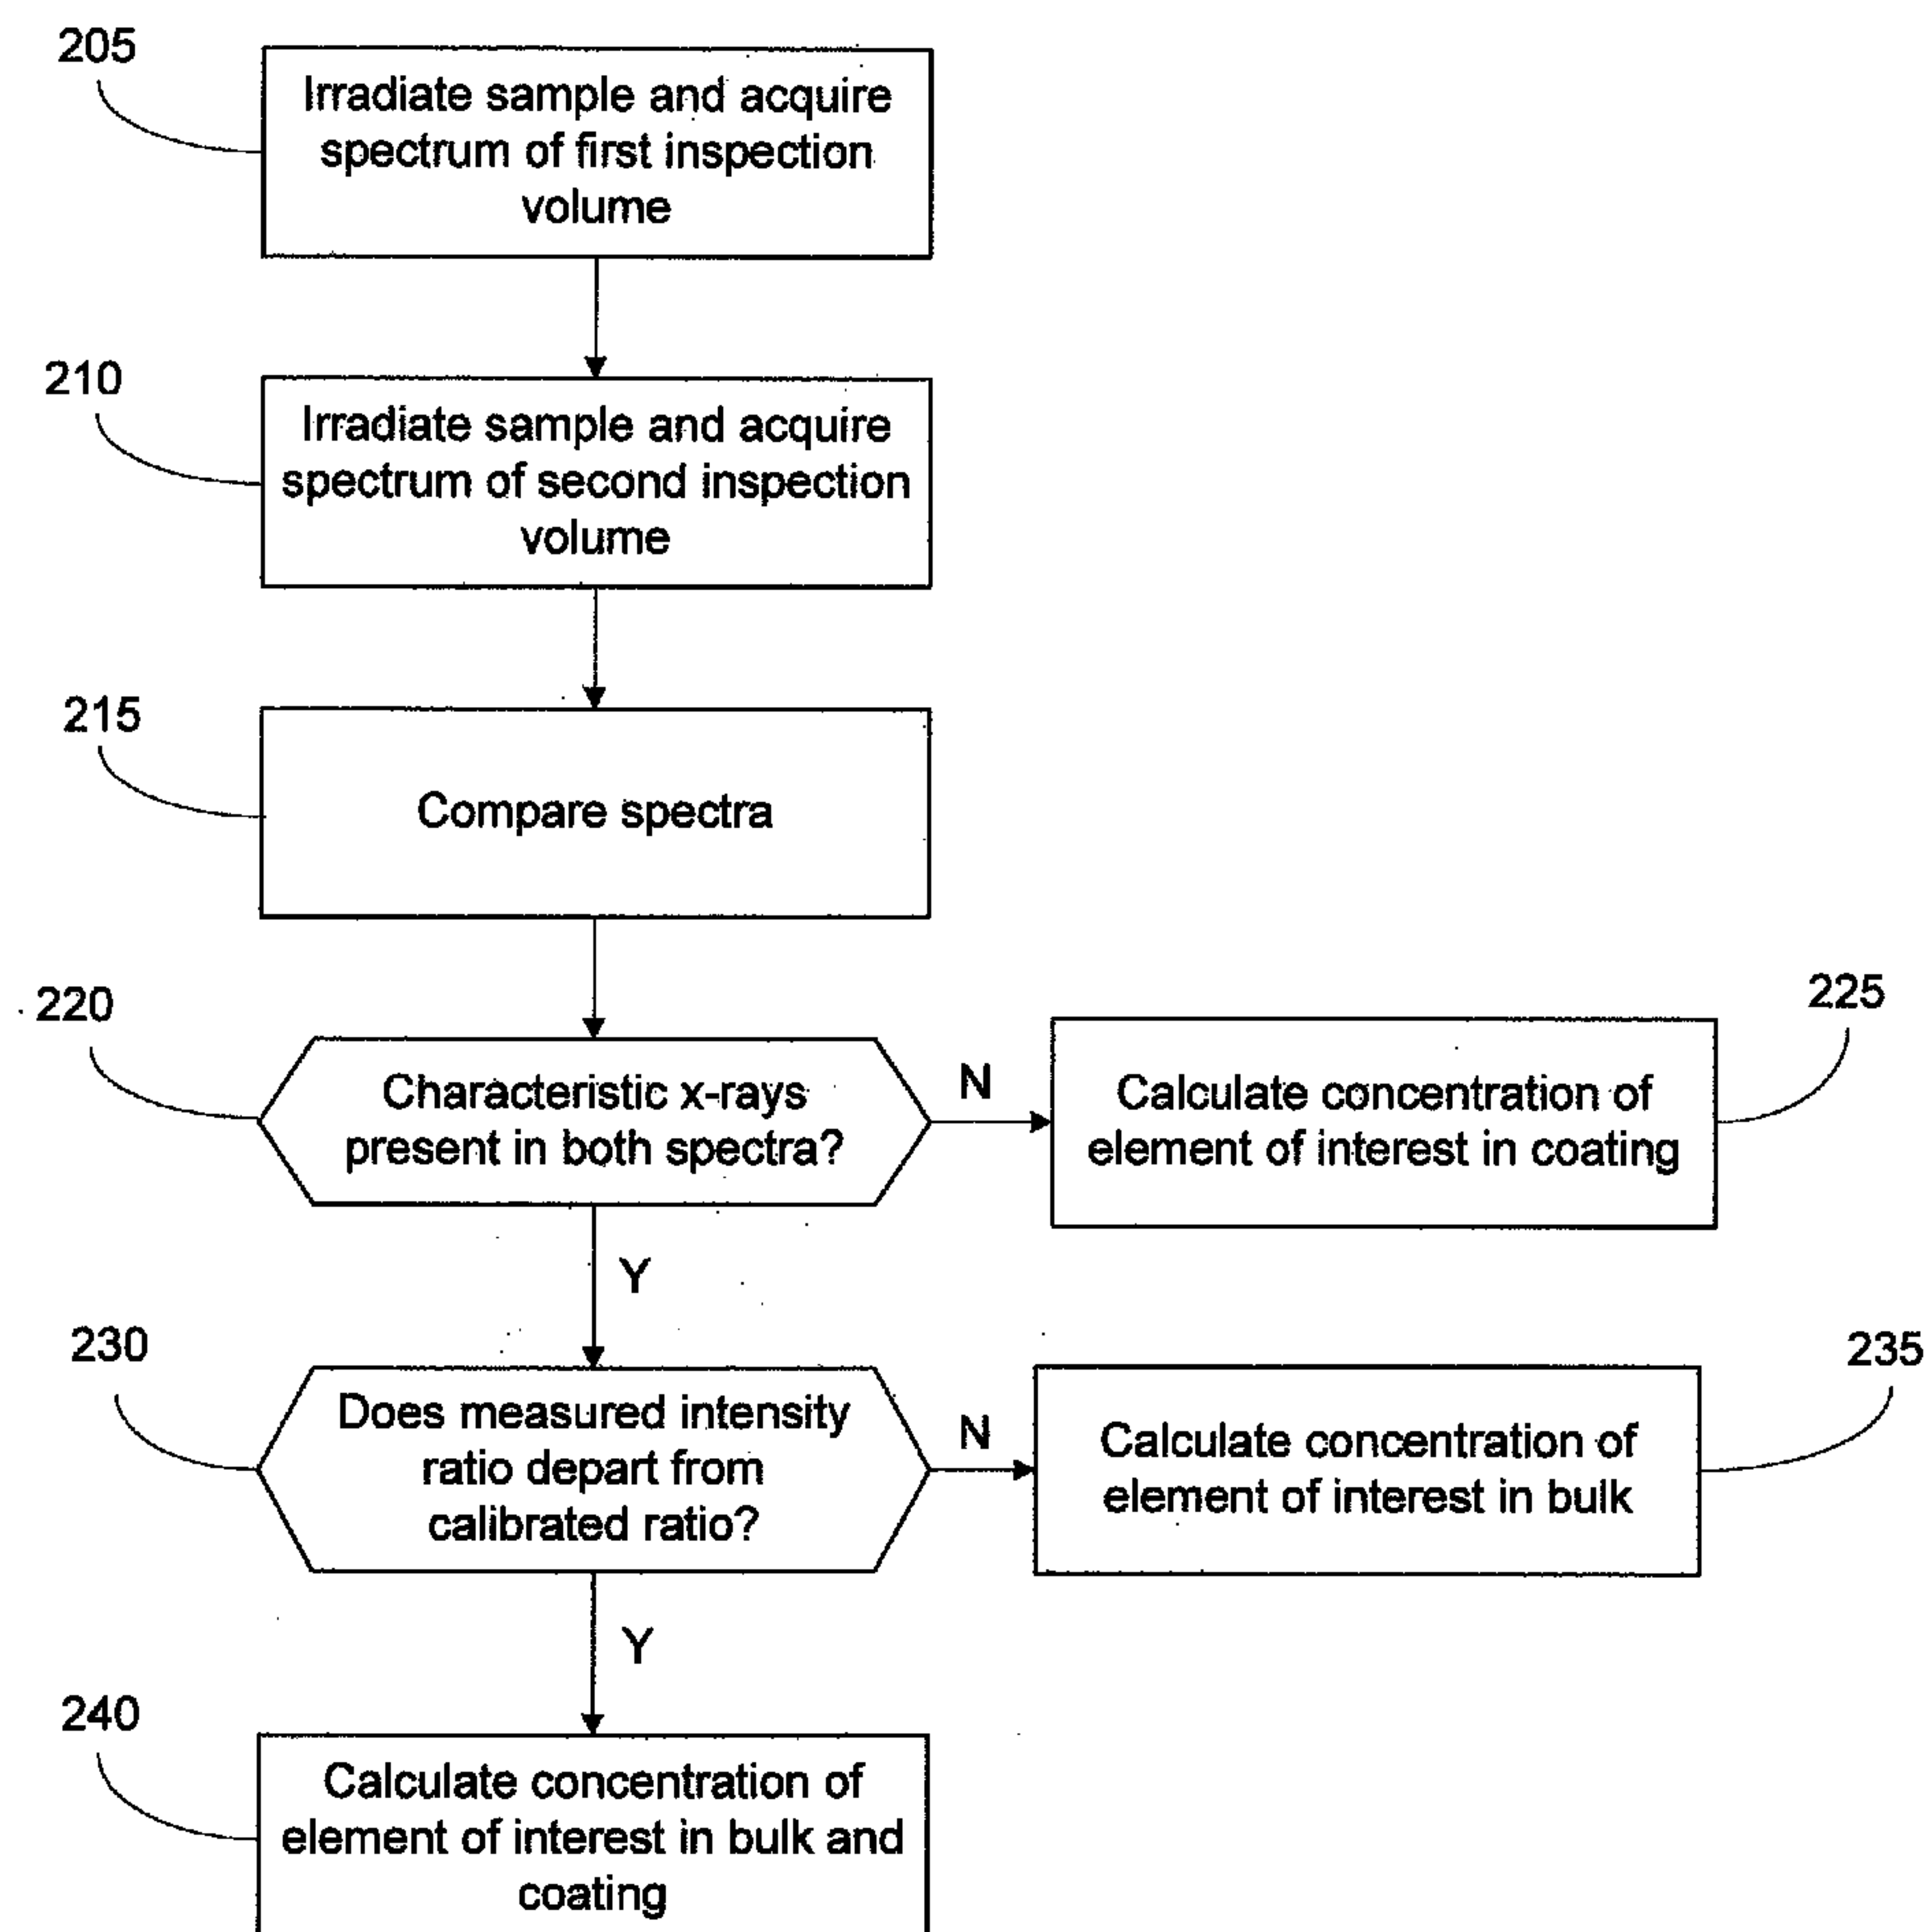 205
Irradiate sample and acquire
spectrum of first inspection
volume
210
Irradiate sample and acquire
spectrum of second inspection
volume
215
Compare spectra
220
Characteristic x-rays
present in both spectra?
N
225
Calculate concentration of
element of interest in coating
Y
230
Does measured intensity
ratio depart from
calibrated ratio?
N
235
Calculate concentration of
element of interest in bulk
Y
240
Calculate concentration of
element of interest in bulk and
coating